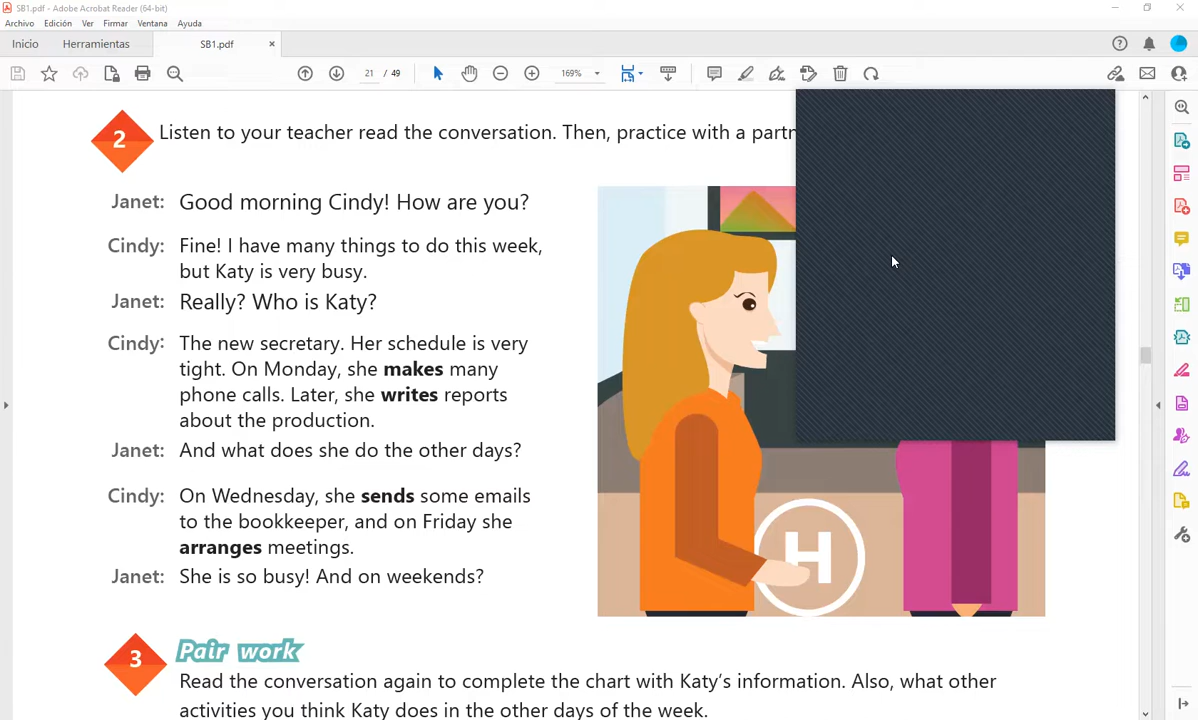 SB1.pdf - Adobe Acrobat Reader (64-bit)
Archivo Edición Ver Firmar Ventana Ayuda
Inicio Herramientas SB1.pdf ×
21 / 49 169%
2 Listen to your teacher read the conversation. Then, practice with a partn
Janet: Good morning Cindy! How are you?
Cindy: Fine! I have many things to do this week,
but Katy is very busy.
Janet: Really? Who is Katy?
Cindy: The new secretary. Her schedule is very
tight. On Monday, she makes many
phone calls. Later, she writes reports
about the production.
Janet: And what does she do the other days?
Cindy: On Wednesday, she sends some emails
to the bookkeeper, and on Friday she
arranges meetings.
Janet: She is so busy! And on weekends?
H
3 Pair work
Read the conversation again to complete the chart with Katy's information. Also, what other
activities you think Katy does in the other days of the week.